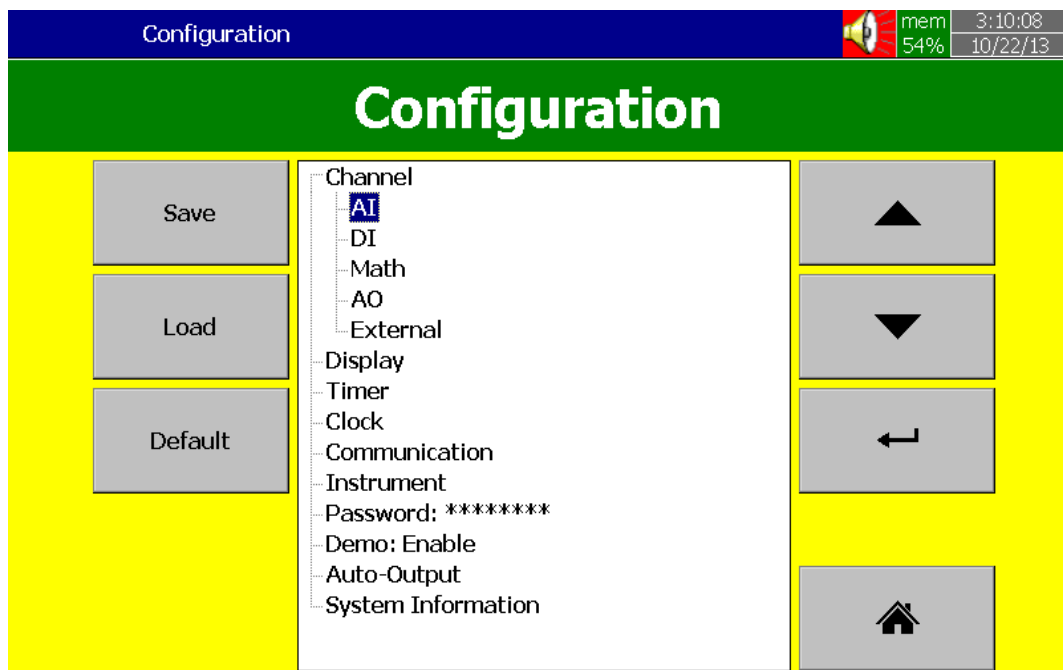 Configuration
mem 3:10:08
54% 10/22/13
Configuration
Save
Load
Default
Channel
AI
DI
Math
AO
External
Display
Timer
Clock
Communication
Instrument
Password: ********
Demo: Enable
Auto-Output
System Information